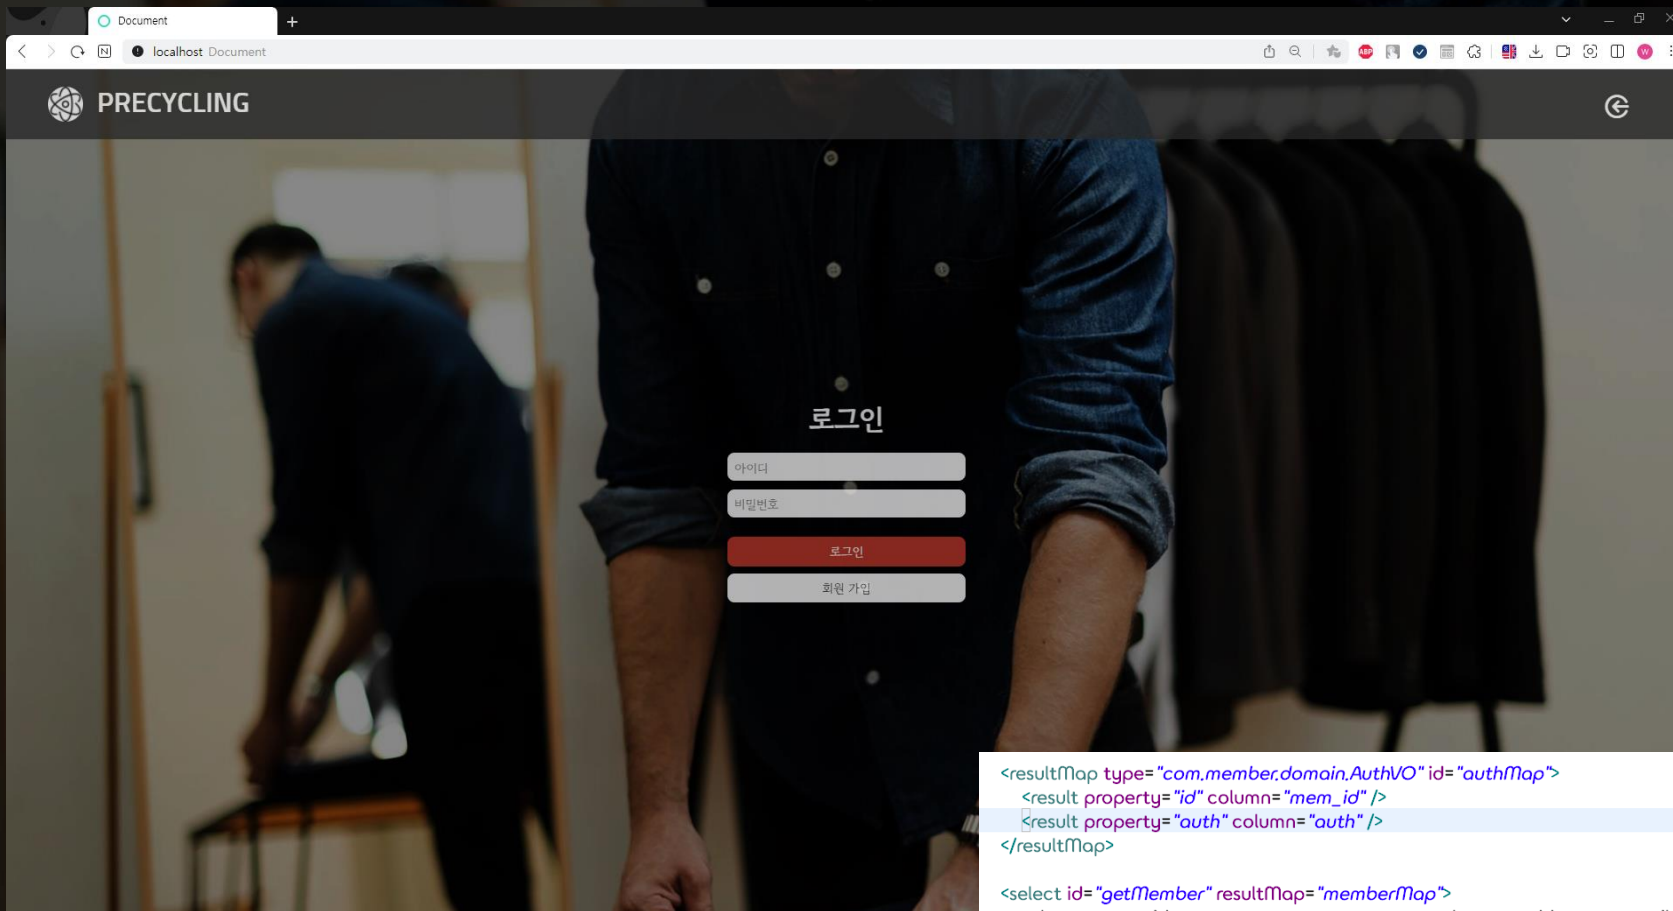 Document
localhost Document
PRECYCLING
로그인
아이디
비밀번호
로그인
회원 가입
<resultMap type="com.member.domain.AuthVO" id="authMap">
<result property="id" column="mem_id" />
<result property="auth" column="auth" />
</resultMap>
<select id="getMember" resultMap="memberMap">